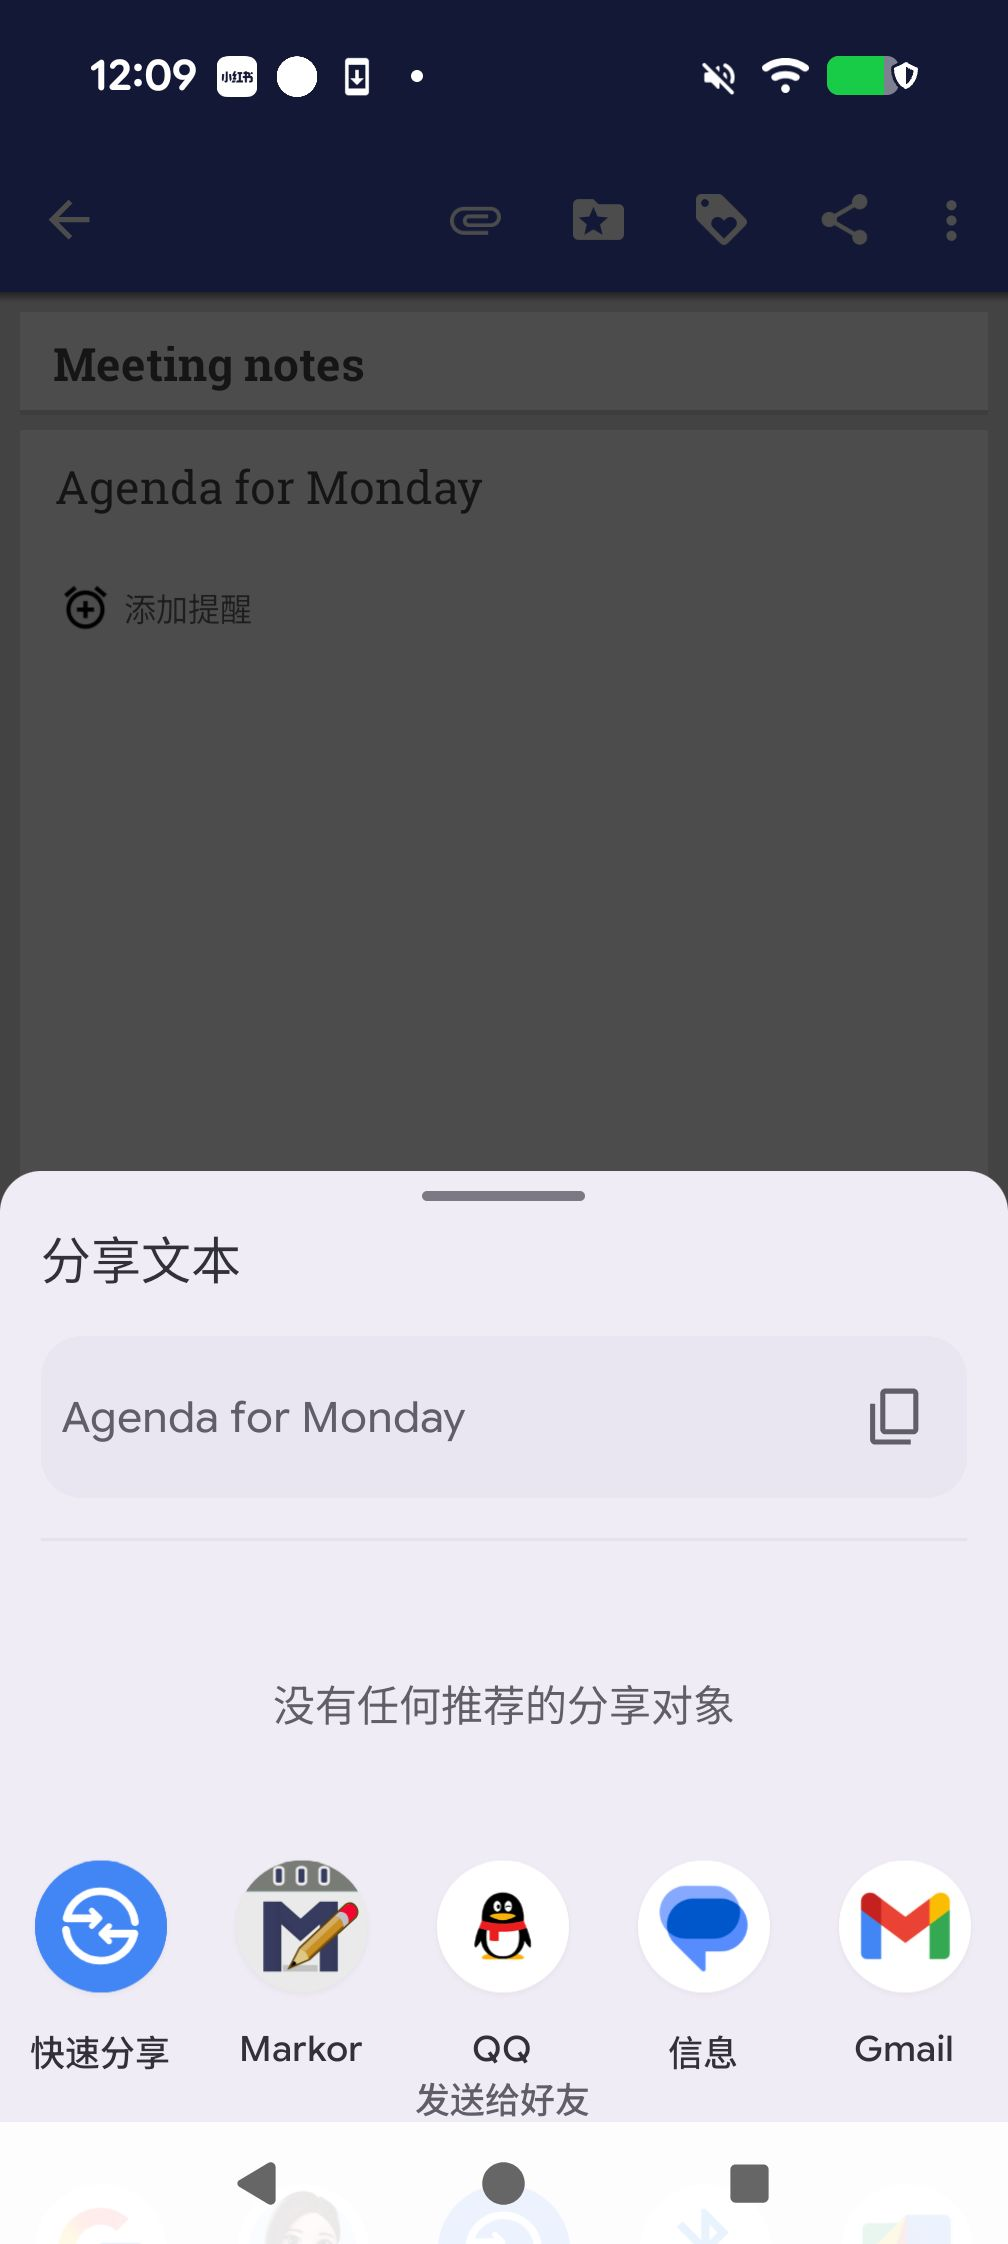 12:09
小红书
Meeting notes
Agenda for Monday
添加提醒
分享文本
Agenda for Monday
没有任何推荐的分享对象
快速分享
Markor
QQ
信息
Gmail
发送给好友